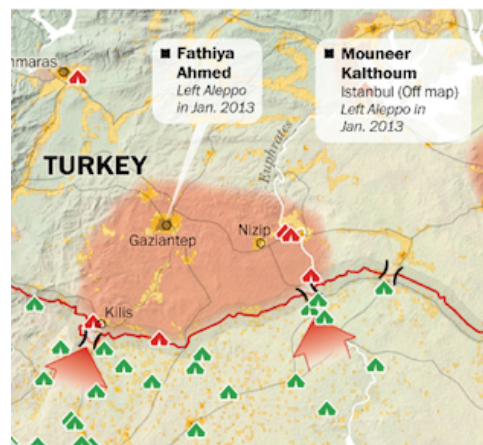 ■ Fathiya
Ahmed
Left Aleppo
in Jan. 2013
■ Mouneer
Kalthoum
Istanbul (Off map)
Left Aleppo in
Jan. 2013
nmaras
TURKEY
Euphrates
Gaziantep
Nizip
Kilis